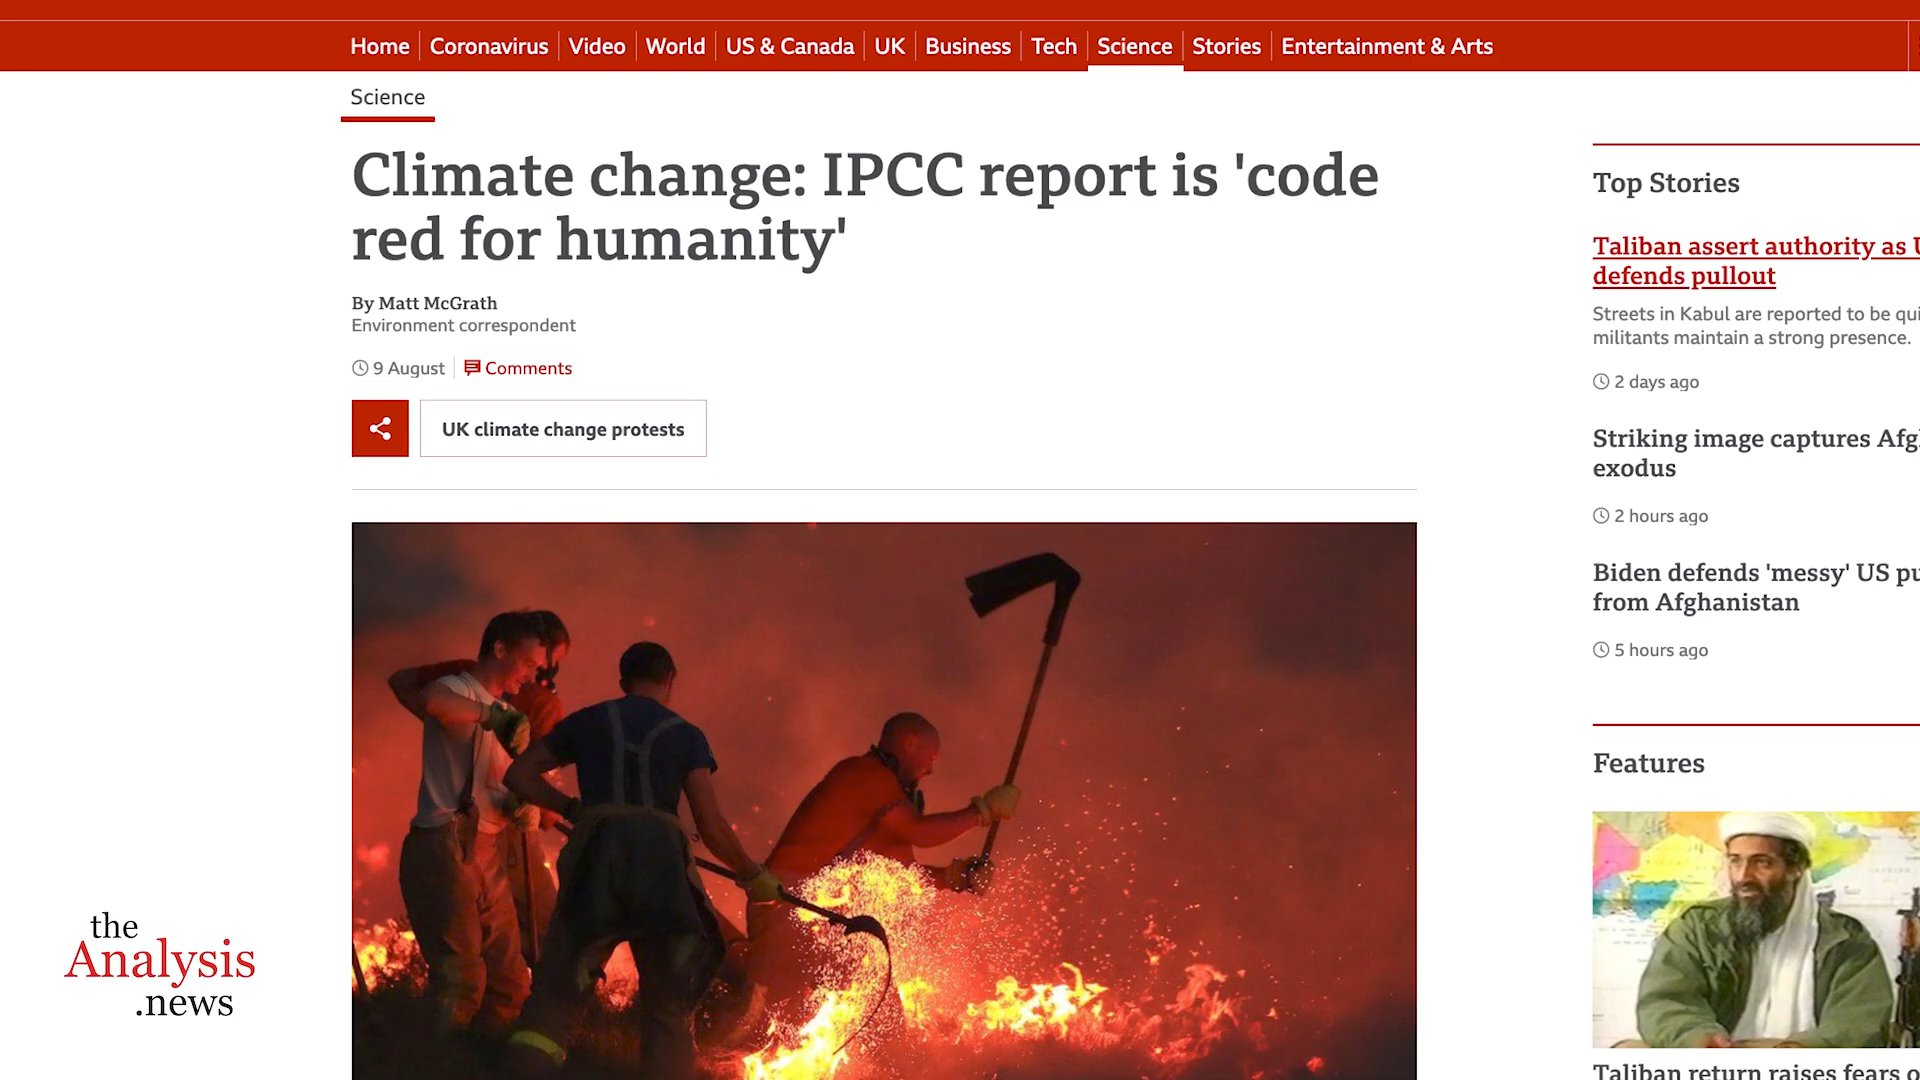 Home Coronavirus Video World US & Canada UK Business Tech Science Stories Entertainment & Arts
Science
Climate change: IPCC report is 'code
red for humanity'
By Matt McGrath
Environment correspondent
9 August Comments
UK climate change protests
Top Stories
Taliban assert authority as
defends pullout
Streets in Kabul are reported to be
militants maintain a strong presence.
2 days ago
Striking image captures
exodus
2 hours ago
Biden defends 'messy' US
from Afghanistan
5 hours ago
Features
Taliban return raises fears
the
Analysis
.news